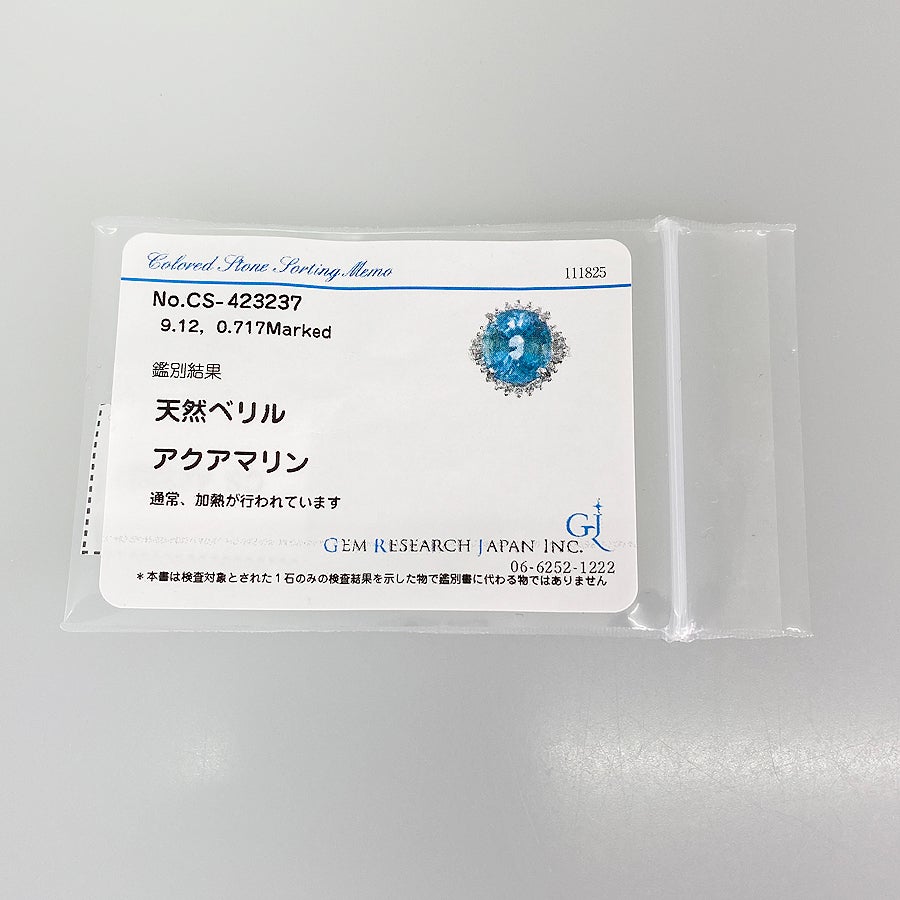 Colored Stone Sorting Memo
111825
No.CS-423237
9.12, 0.717Marked
鑑別結果
天然ベリル
アクアマリン
通常、加熱が行われています
GJ
GEM RESEARCH JAPAN INC.
06-6252-1222
*本書は検査対象とされた1石のみの検査結果を示した物で鑑別書に代わる物ではありません